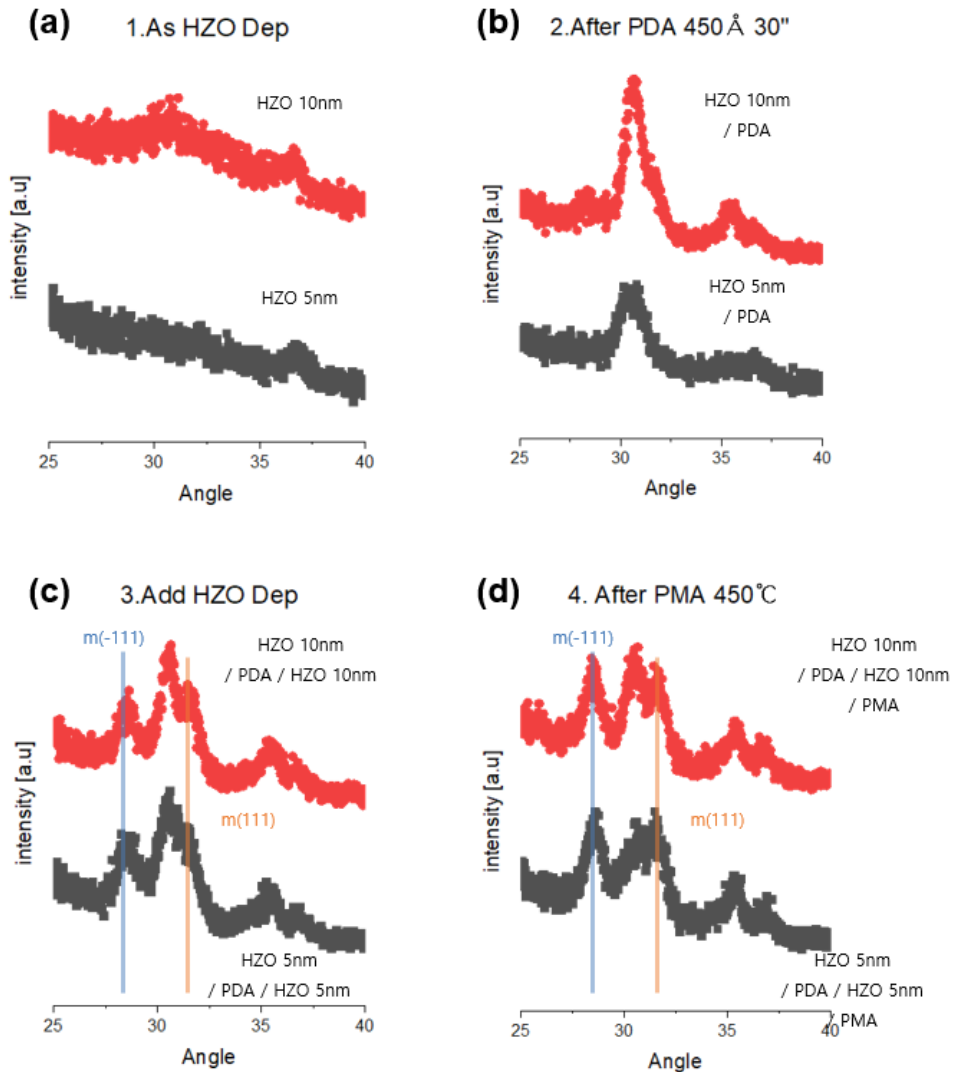 (a)
1.As HZO Dep
HZO 10nm
HZO 5nm
intensity [a.u]
25
30
35
40
Angle
(b)
2.After PDA 450Å 30"
HZO 10nm
/ PDA
HZO 5nm
/ PDA
intensity [a.u]
25
30
35
40
Angle
(c)
3.Add HZO Dep
m(-111)
HZO 10nm
/ PDA / HZO 10nm
m(111)
HZO 5nm
/ PDA / HZO 5nm
intensity [a.u]
25
30
35
40
Angle
(d)
4. After PMA 450℃
m(-111)
HZO 10nm
/ PDA / HZO 10nm
/ PMA
m(111)
HZO 5nm
/ PDA / HZO 5nm
/ PMA
intensity [a.u]
25
30
35
40
Angle